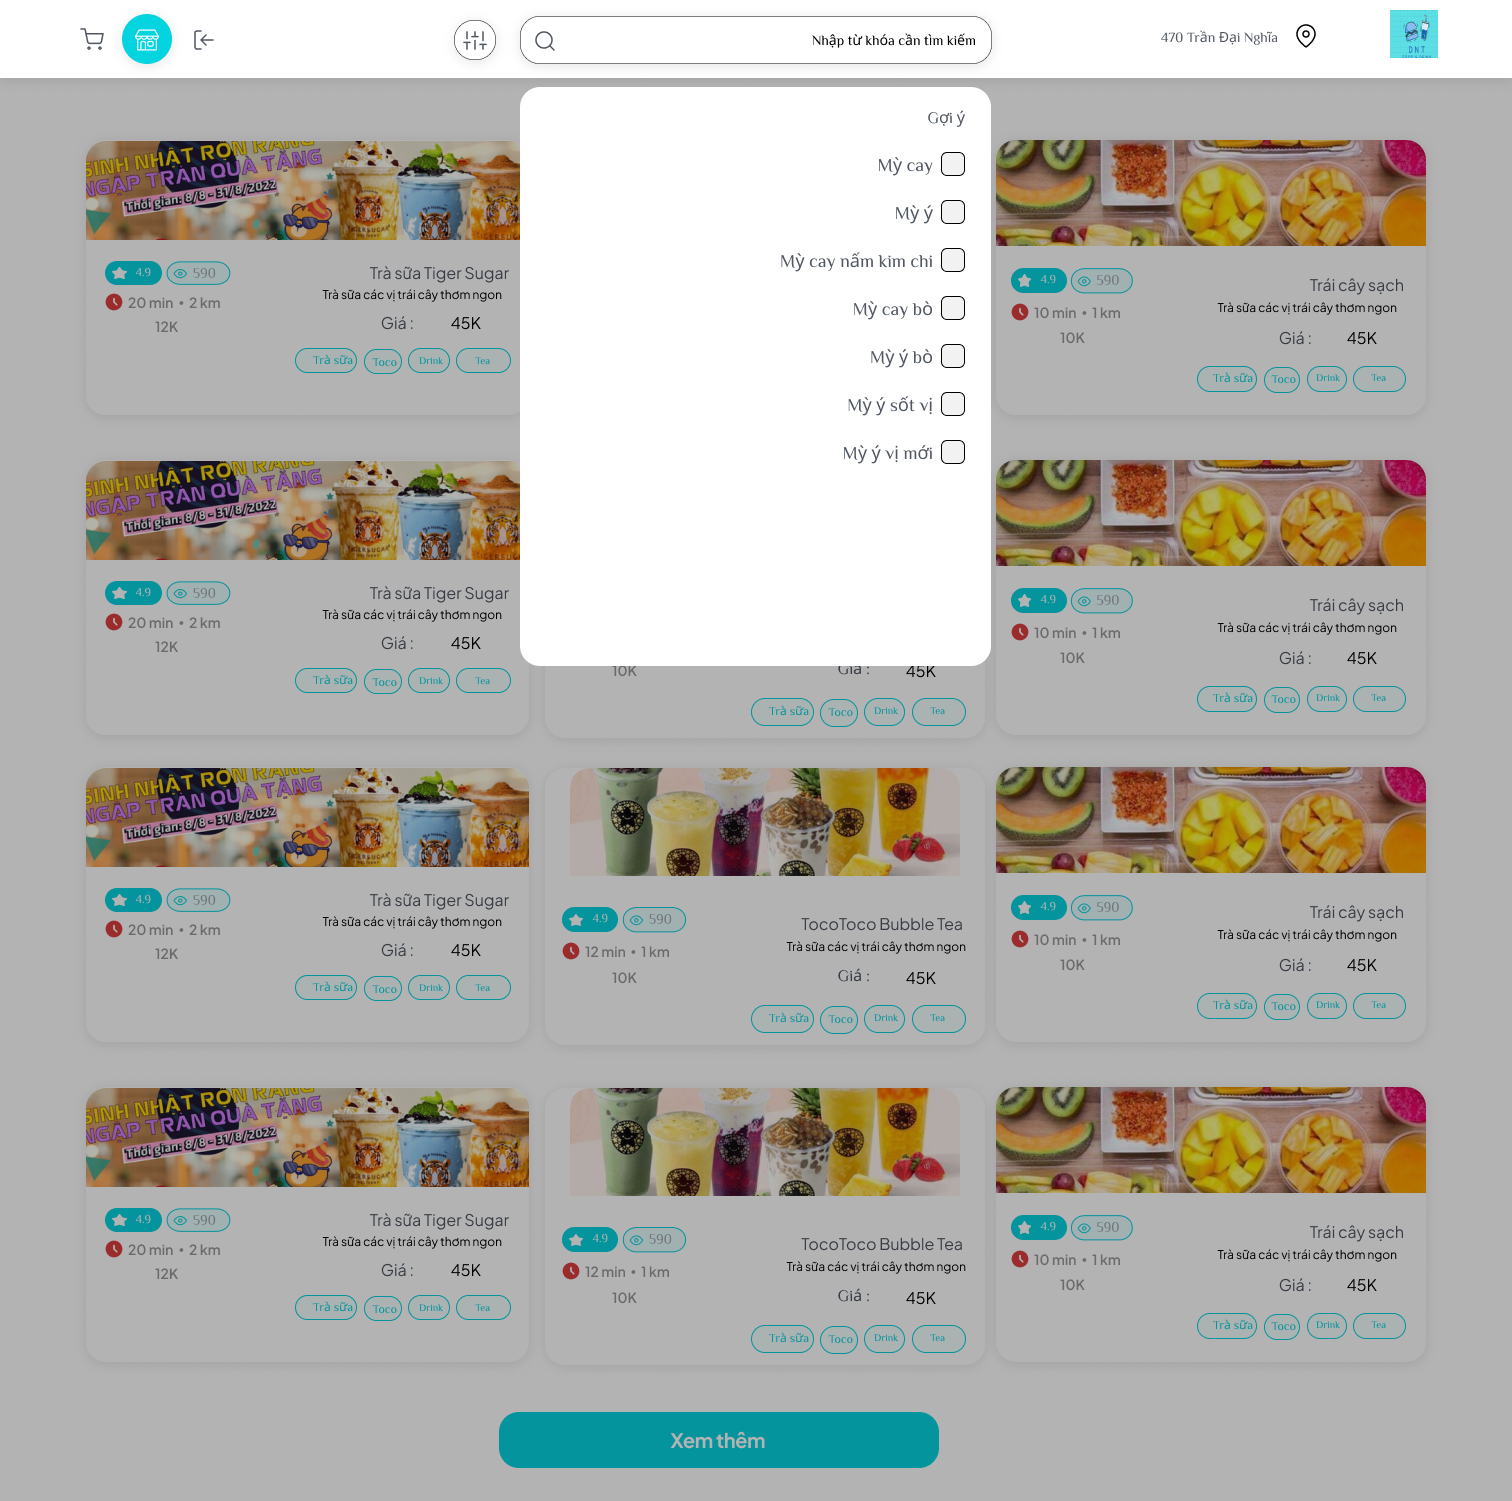 Nhập từ khóa cần tìm kiếm
470 Trần Đại Nghĩa
DNT
Gợi ý
Mỳ cay
Mỳ ý
Mỳ cay nấm kim chi
Mỳ cay bò
Mỳ ý bò
Mỳ ý sốt vị
Mỳ ý vị mới
SINH NHẬT RỘN RÀNG
NGẬP TRÀN QUÀ TẶNG
Thời gian: 8/8 - 31/8/2022
4.9 590 Trà sữa Tiger Sugar
20 min • 2 km Trà sữa các vị trái cây thơm ngon
12K Giá : 45K
Trà sữa Toco Drink Tea
4.9 590 Trái cây sạch
10 min • 1 km Trà sữa các vị trái cây thơm ngon
10K Giá : 45K
Trà sữa Toco Drink Tea
SINH NHẬT RỘN RÀNG
NGẬP TRÀN QUÀ TẶNG
Thời gian: 8/8 - 31/8/2022
4.9 590 Trà sữa Tiger Sugar
20 min • 2 km Trà sữa các vị trái cây thơm ngon
12K Giá : 45K
Trà sữa Toco Drink Tea
10K Giá : 45K
Trà sữa Toco Drink Tea
4.9 590 Trái cây sạch
10 min • 1 km Trà sữa các vị trái cây thơm ngon
10K Giá : 45K
Trà sữa Toco Drink Tea
SINH NHẬT RỘN RÀNG
NGẬP TRÀN QUÀ TẶNG
Thời gian: 8/8 - 31/8/2022
4.9 590 Trà sữa Tiger Sugar
20 min • 2 km Trà sữa các vị trái cây thơm ngon
12K Giá : 45K
Trà sữa Toco Drink Tea
4.9 590 TocoToco Bubble Tea
12 min • 1 km Trà sữa các vị trái cây thơm ngon
10K Giá : 45K
Trà sữa Toco Drink Tea
4.9 590 Trái cây sạch
10 min • 1 km Trà sữa các vị trái cây thơm ngon
10K Giá : 45K
Trà sữa Toco Drink Tea
SINH NHẬT RỘN RÀNG
NGẬP TRÀN QUÀ TẶNG
Thời gian: 8/8 - 31/8/2022
4.9 590 Trà sữa Tiger Sugar
20 min • 2 km Trà sữa các vị trái cây thơm ngon
12K Giá : 45K
Trà sữa Toco Drink Tea
4.9 590 TocoToco Bubble Tea
12 min • 1 km Trà sữa các vị trái cây thơm ngon
10K Giá : 45K
Trà sữa Toco Drink Tea
4.9 590 Trái cây sạch
10 min • 1 km Trà sữa các vị trái cây thơm ngon
10K Giá : 45K
Trà sữa Toco Drink Tea
Xem thêm